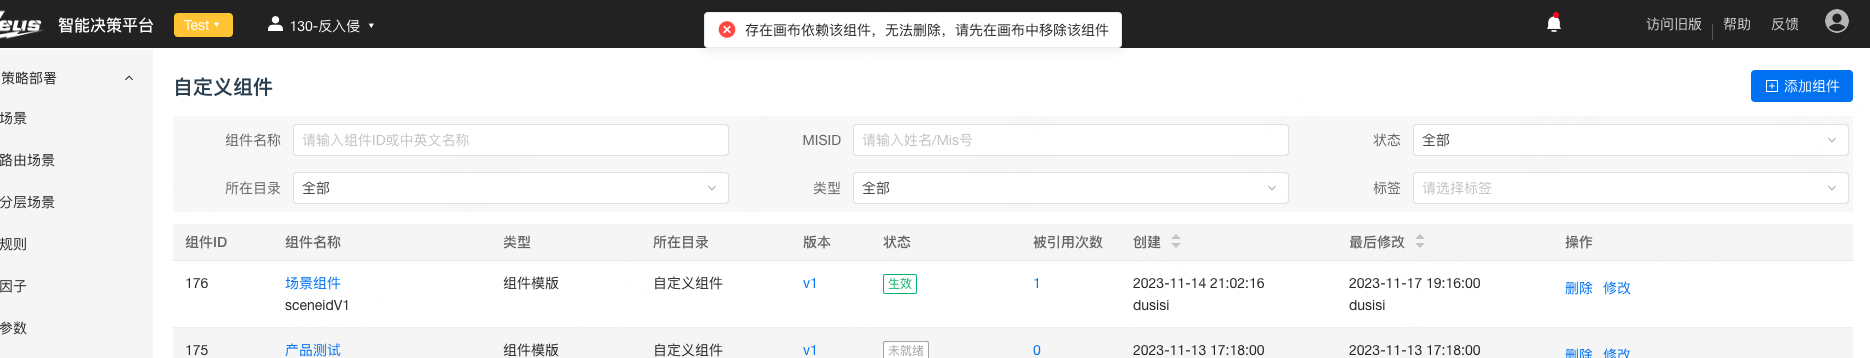 智能决策平台 Test 130-反入侵 存在画布依赖该组件，无法删除，请先在画布中移除该组件 访问旧版 帮助 反馈
策略部署
场景
路由场景
分层场景
规则
因子
参数
自定义组件 添加组件
组件名称 请输入组件ID或中英文名称 MISID 请输入姓名/Mis号 状态 全部
所在目录 全部 类型 全部 标签 请选择标签
组件ID 组件名称 类型 所在目录 版本 状态 被引用次数 创建 最后修改 操作
176 场景组件 组件模版 自定义组件 v1 生效 1 2023-11-14 21:02:16 2023-11-17 19:16:00 删除 修改
sceneidV1 dusisi dusisi
175 产品测试 组件模版 自定义组件 v1 未就绪 0 2023-11-13 17:18:00 2023-11-13 17:18:00 删除 修改